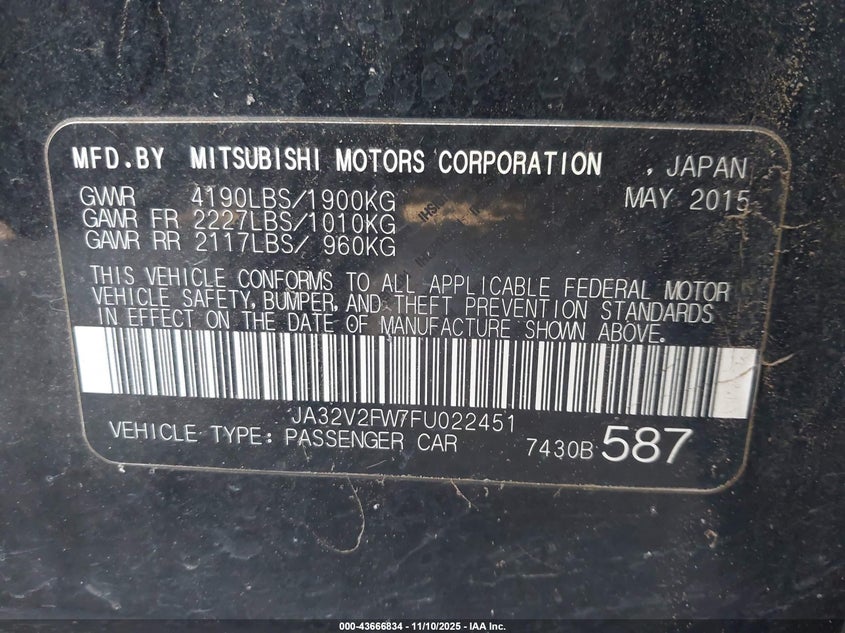 MFD.BY MITSUBISHI MOTORS CORPORATION , JAPAN
GVWR 4190LBS/1900KG MAY 2015
GAWR FR 2227LBS/1010KG
GAWR RR 2117LBS/ 960KG
THIS VEHICLE CONFORMS TO ALL APPLICABLE FEDERAL MOTOR
VEHICLE SAFETY, BUMPER, AND THEFT PREVENTION STANDARDS
IN EFFECT ON THE DATE OF MANUFACTURE SHOWN ABOVE.
JA32V2FW7FU022451
VEHICLE TYPE: PASSENGER CAR 7430B 587
000-43666834 - 11/10/2025 - IAA Inc.